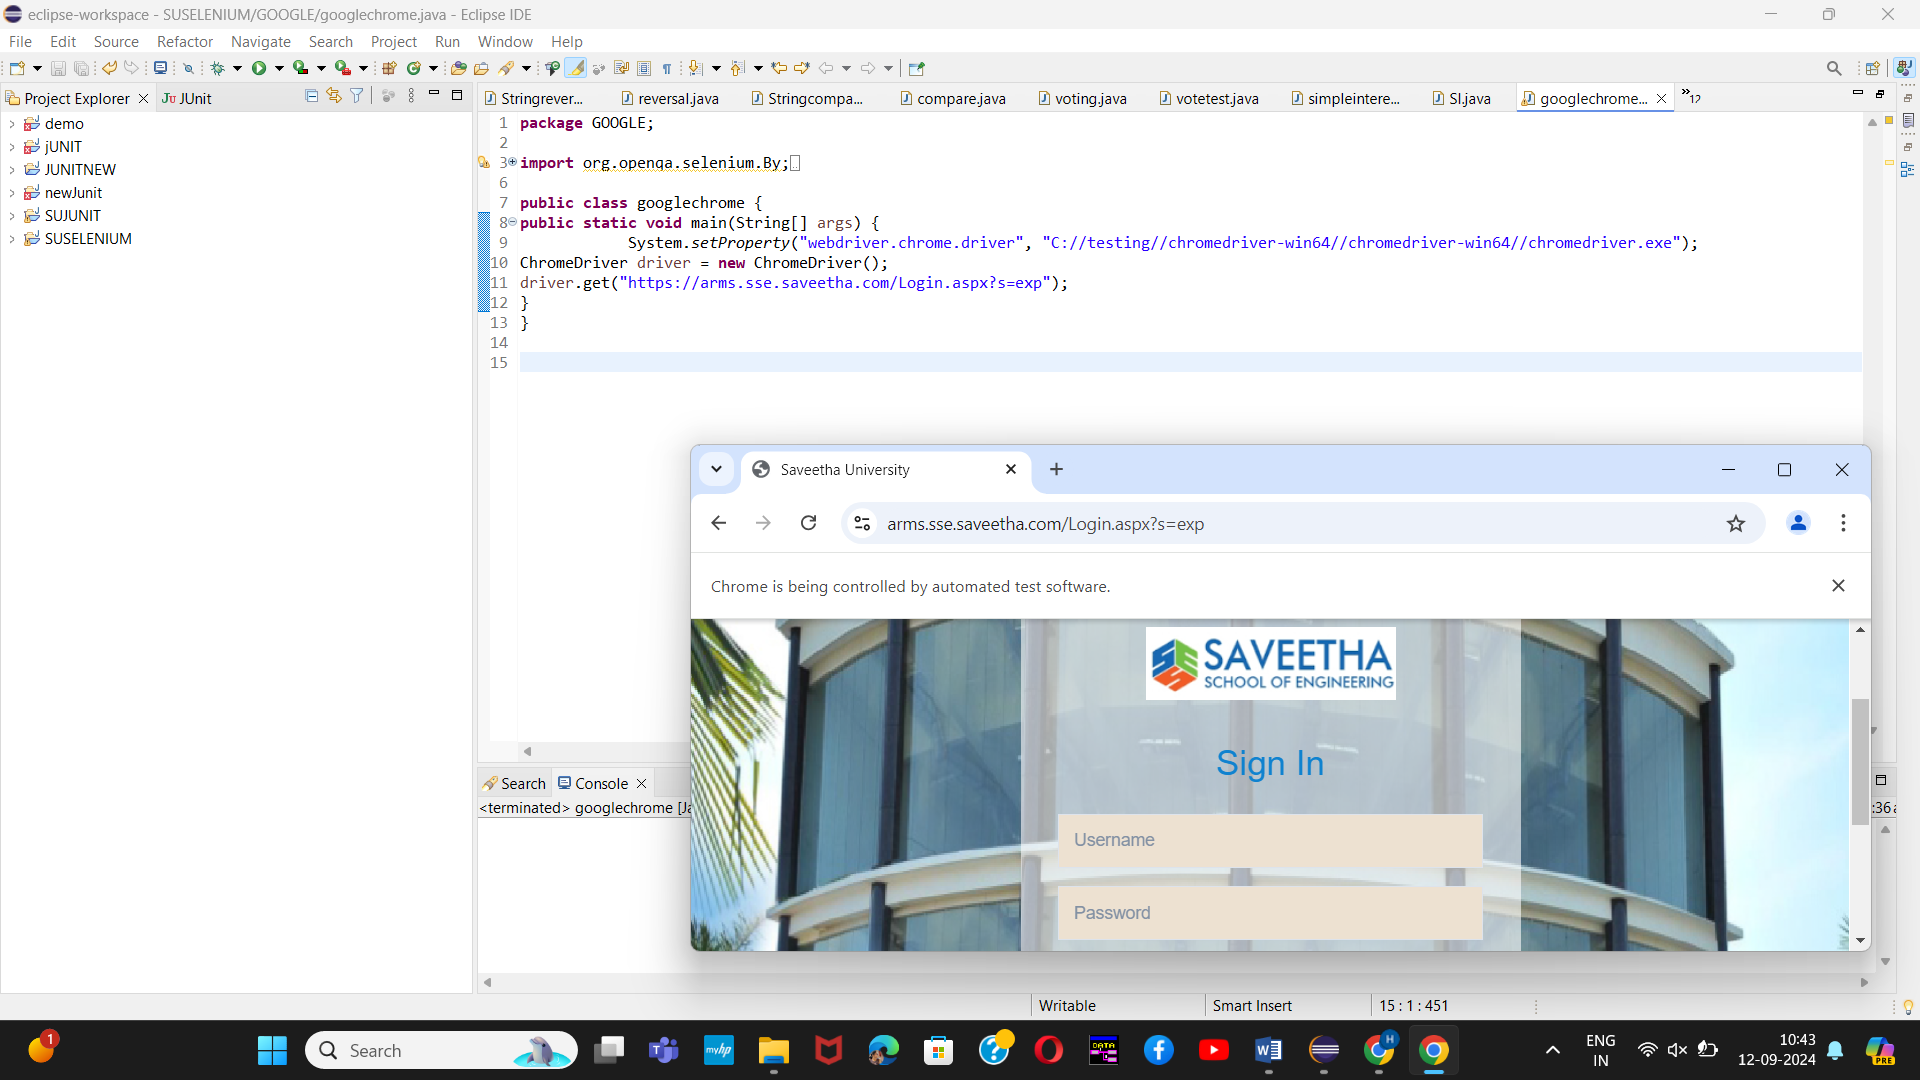 eclipse-workspace - SUSELENIUM/GOOGLE/googlechrome.java - Eclipse IDE
File Edit Source Refactor Navigate Search Project Run Window Help
Project Explorer
JUnit
Stringrever...
reversal.java
Stringcompa...
compare.java
voting.java
votetest.java
simpleintere...
SI.java
googlechrome...
12
demo
jUNIT
JUNITNEW
newJunit
SUJUNIT
SUSELENIUM
1 package GOOGLE;
2
3 import org.openqa.selenium.By;
6
7 public class googlechrome {
8 public static void main(String[] args) {
9 System.setProperty("webdriver.chrome.driver", "C://testing//chromedriver-win64//chromedriver-win64//chromedriver.exe");
10 ChromeDriver driver = new ChromeDriver();
11 driver.get("https://arms.sse.saveetha.com/Login.aspx?s=exp");
12 }
13 }
14
15
Saveetha University
arms.sse.saveetha.com/Login.aspx?s=exp
Chrome is being controlled by automated test software.
SAVEETHA
SCHOOL OF ENGINEERING
Sign In
Username
Password
Search Console
<terminated> googlechrome [Ja
:36 a
Writable
Smart Insert
15 : 1 : 451
1
Search
myhp
DATA
H
ENG
IN
10:43
12-09-2024
PRE